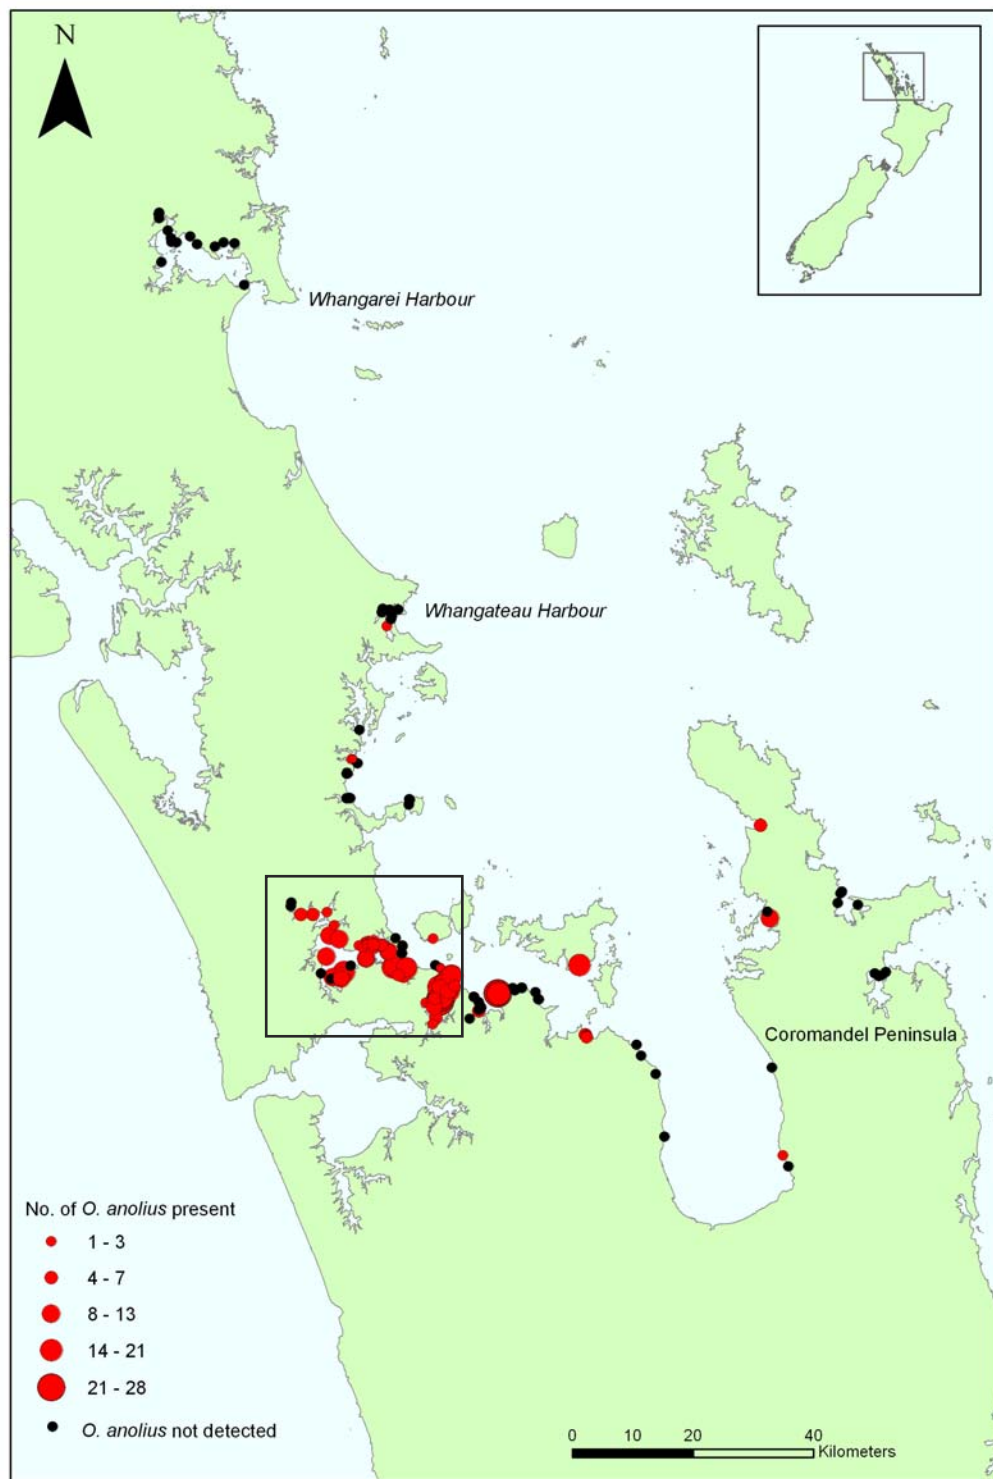 N
Whangarei Harbour
Whangateau Harbour
Coromandel Peninsula
No. of O. anolius present
1 - 3
4 - 7
8 - 13
14 - 21
21 - 28
O. anolius not detected
0 10 20 40
Kilometers